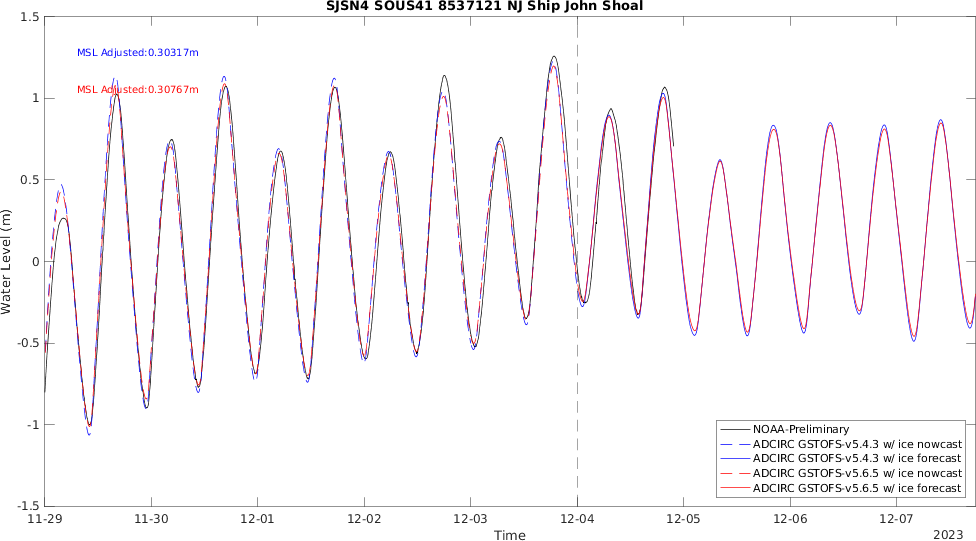 SJSN4 SOUS41 8537121 NJ Ship John Shoal
1.5
MSL Adjusted:0.30317m
1
MSL Adjusted:0.30767m
0.5
Water Level (m)
0
-0.5
-1
-1.5
NOAA-Preliminary
ADCIRC GSTOFS-v5.4.3 w/ ice nowcast
ADCIRC GSTOFS-v5.4.3 w/ ice forecast
ADCIRC GSTOFS-v5.6.5 w/ ice nowcast
ADCIRC GSTOFS-v5.6.5 w/ ice forecast
11-29 11-30 12-01 12-02 12-03 12-04 12-05 12-06 12-07
Time
2023